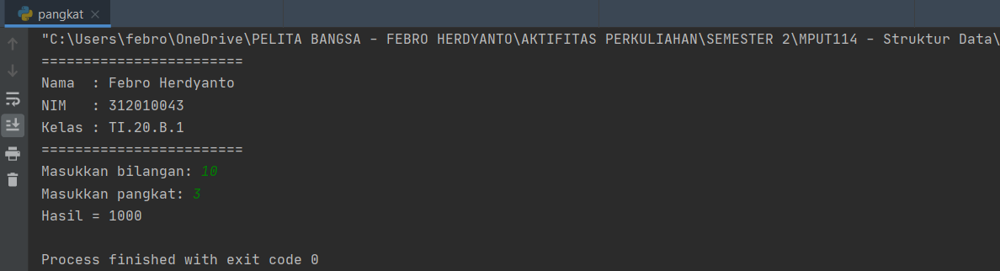 pangkat
"C:\Users\febro\OneDrive\PELITA BANGSA - FEBRO HERDYANTO\AKTIFITAS PERKULIAHAN\SEMESTER 2\MPUT114 - Struktur Data\
========================
Nama  : Febro Herdyanto
NIM   : 312010043
Kelas : TI.20.B.1
========================
Masukkan bilangan: 10
Masukkan pangkat: 3
Hasil = 1000
Process finished with exit code 0